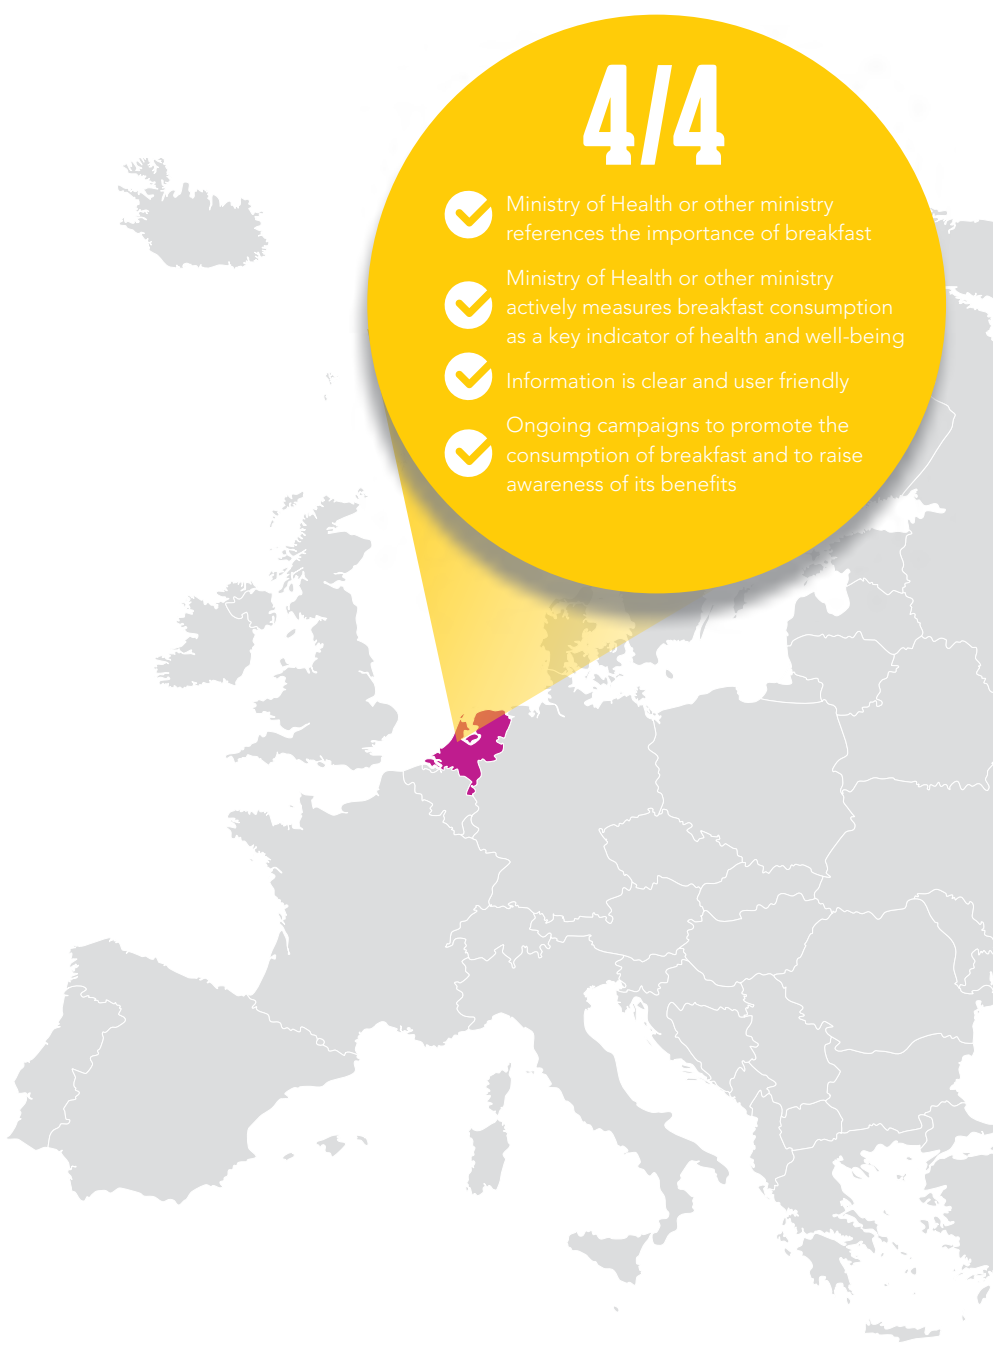 4/4
Ministry of Health or other ministry
references the importance of breakfast
Ministry of Health or other ministry
actively measures breakfast consumption
as a key indicator of health and well-being
Information is clear and user friendly
Ongoing campaigns to promote the
consumption of breakfast and to raise
awareness of its benefits